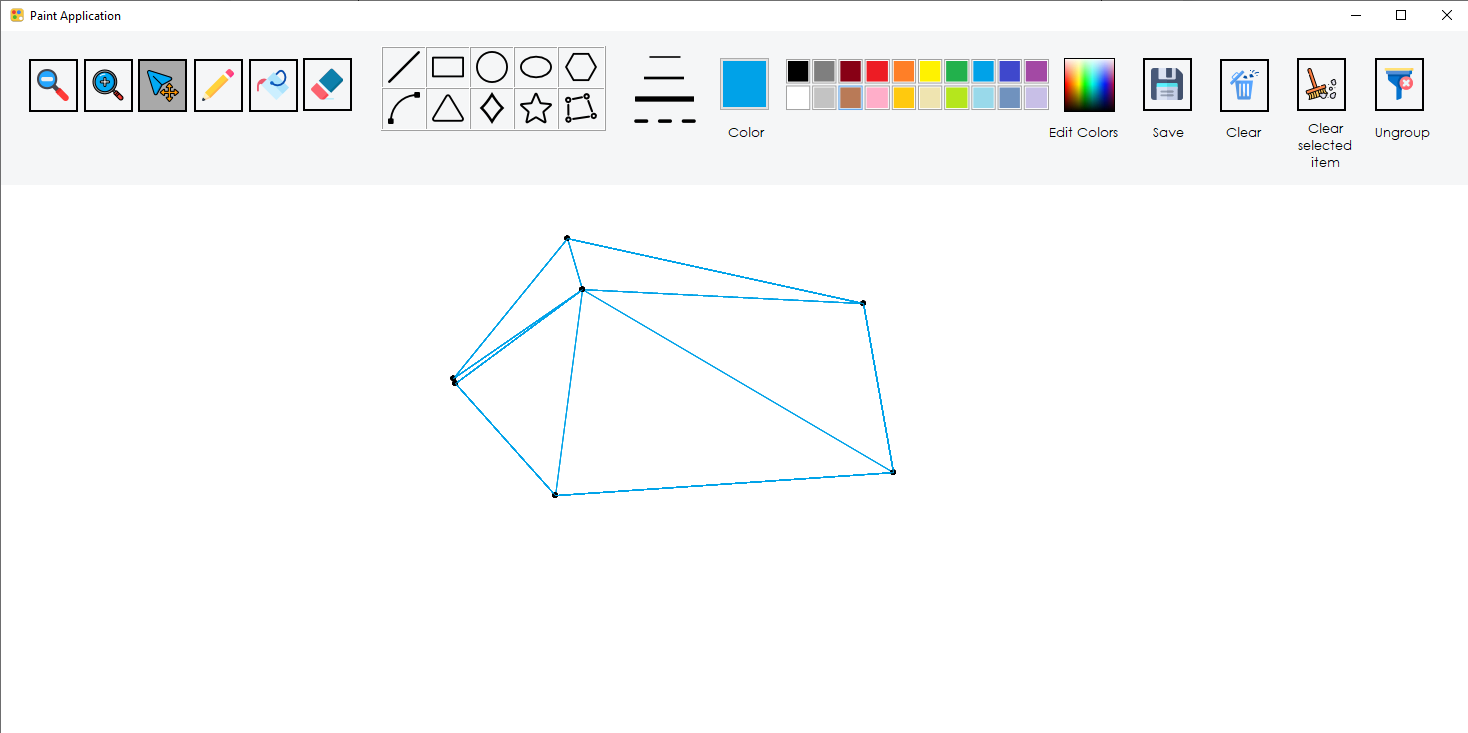 Paint Application
Color
Edit Colors
Save
Clear
Clear
selected
item
Ungroup